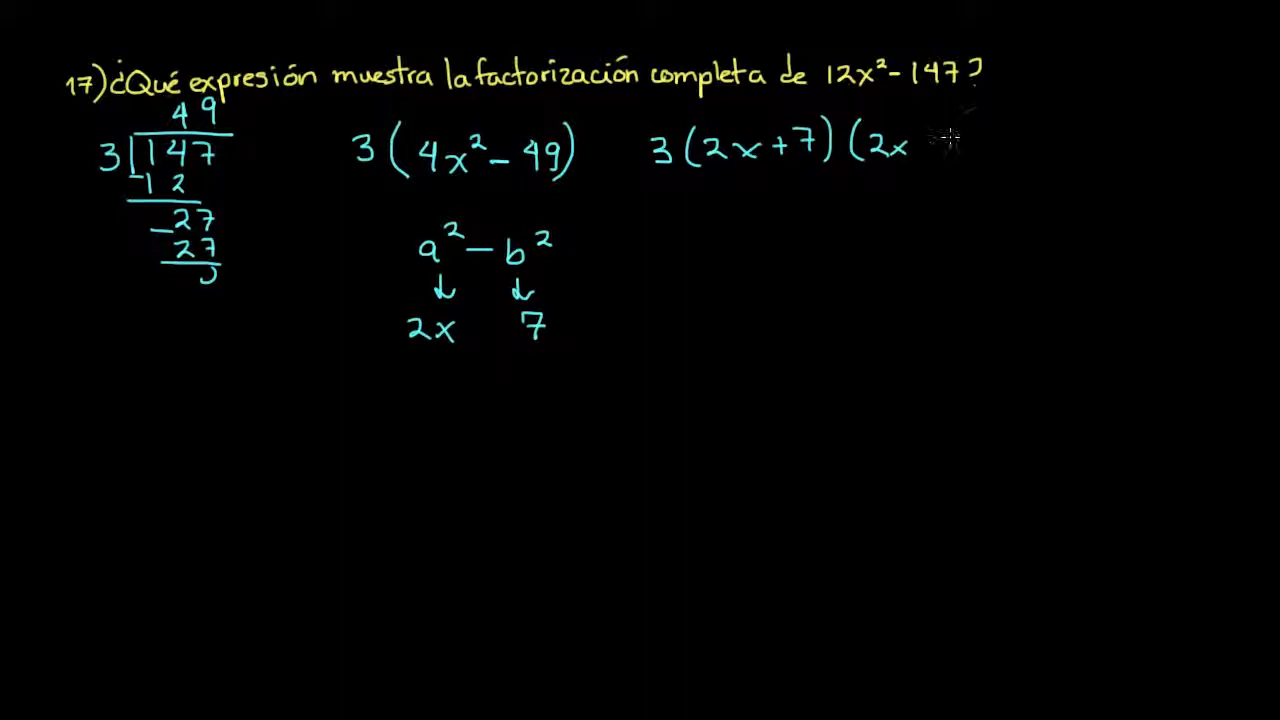 17) ¿Qué expresión muestra la factorización completa de 12x² - 147?
49
3 147
- 12
- 27
27
0
3 (4x² - 49)
a² - b²
↓ ↓
2x 7
3 (2x + 7) (2x